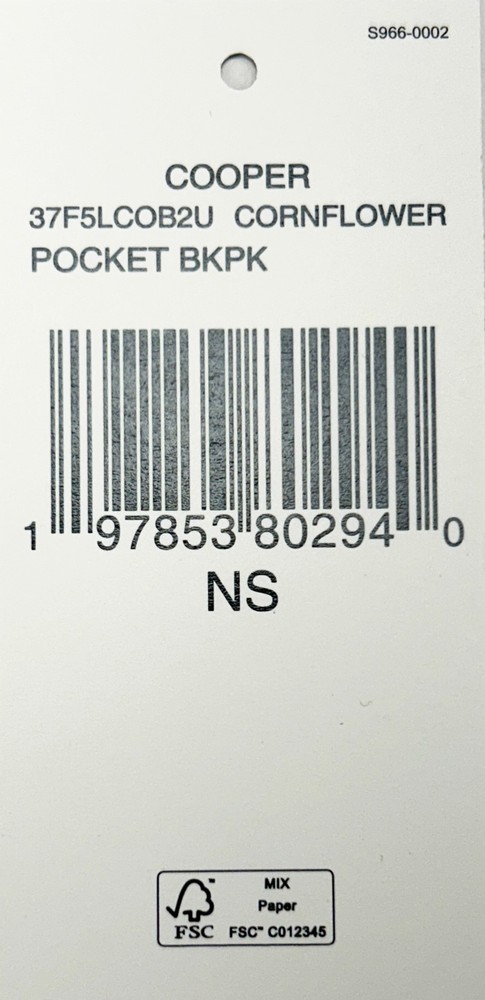 S966-0002
COOPER
37F5LCOB2U CORNFLOWER
POCKET BKPK
1 97853 80294 0
NS
MIX
Paper
FSC™ C012345
FSC